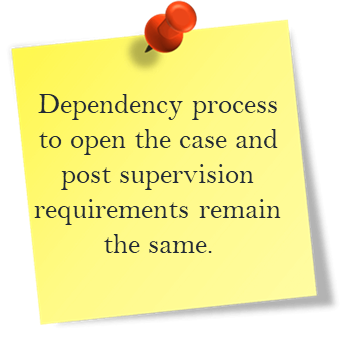 Dependency process
to open the case and
post supervision
requirements remain
the same.